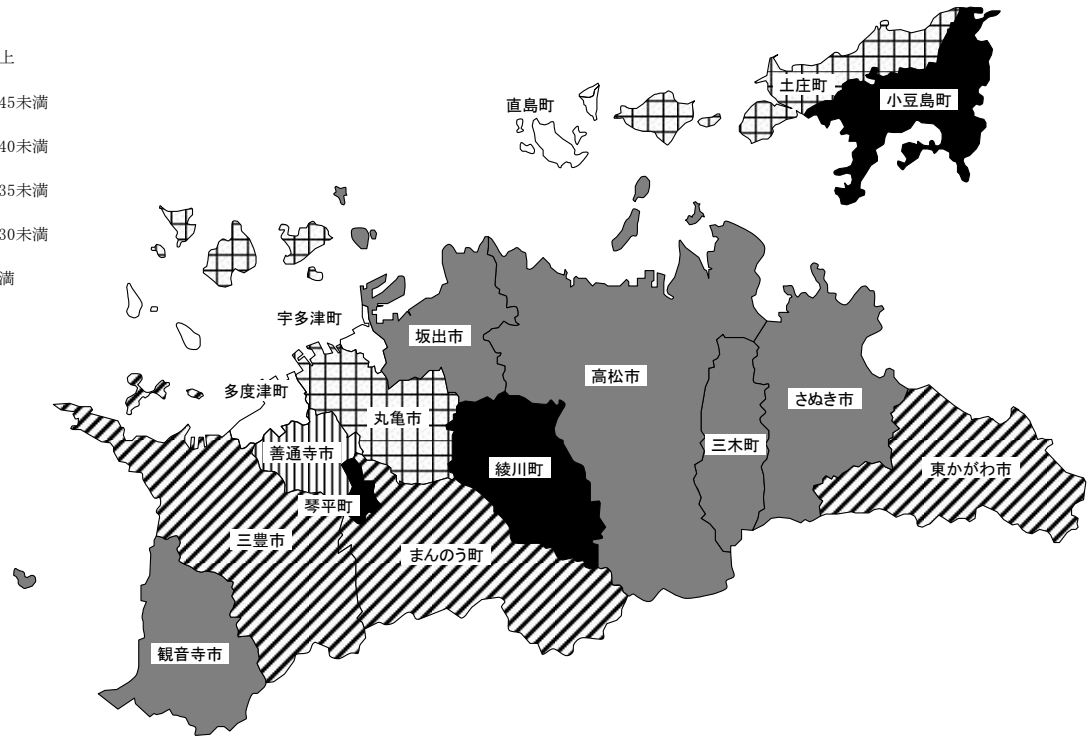 上
45未満
40未満
35未満
30未満
満
直島町
土庄町
小豆島町
宇多津町
坂出市
高松市
多度津町
丸亀市
さぬき市
善通寺市
綾川町
三木町
東かがわ市
琴平町
三豊市
まんのう町
観音寺市